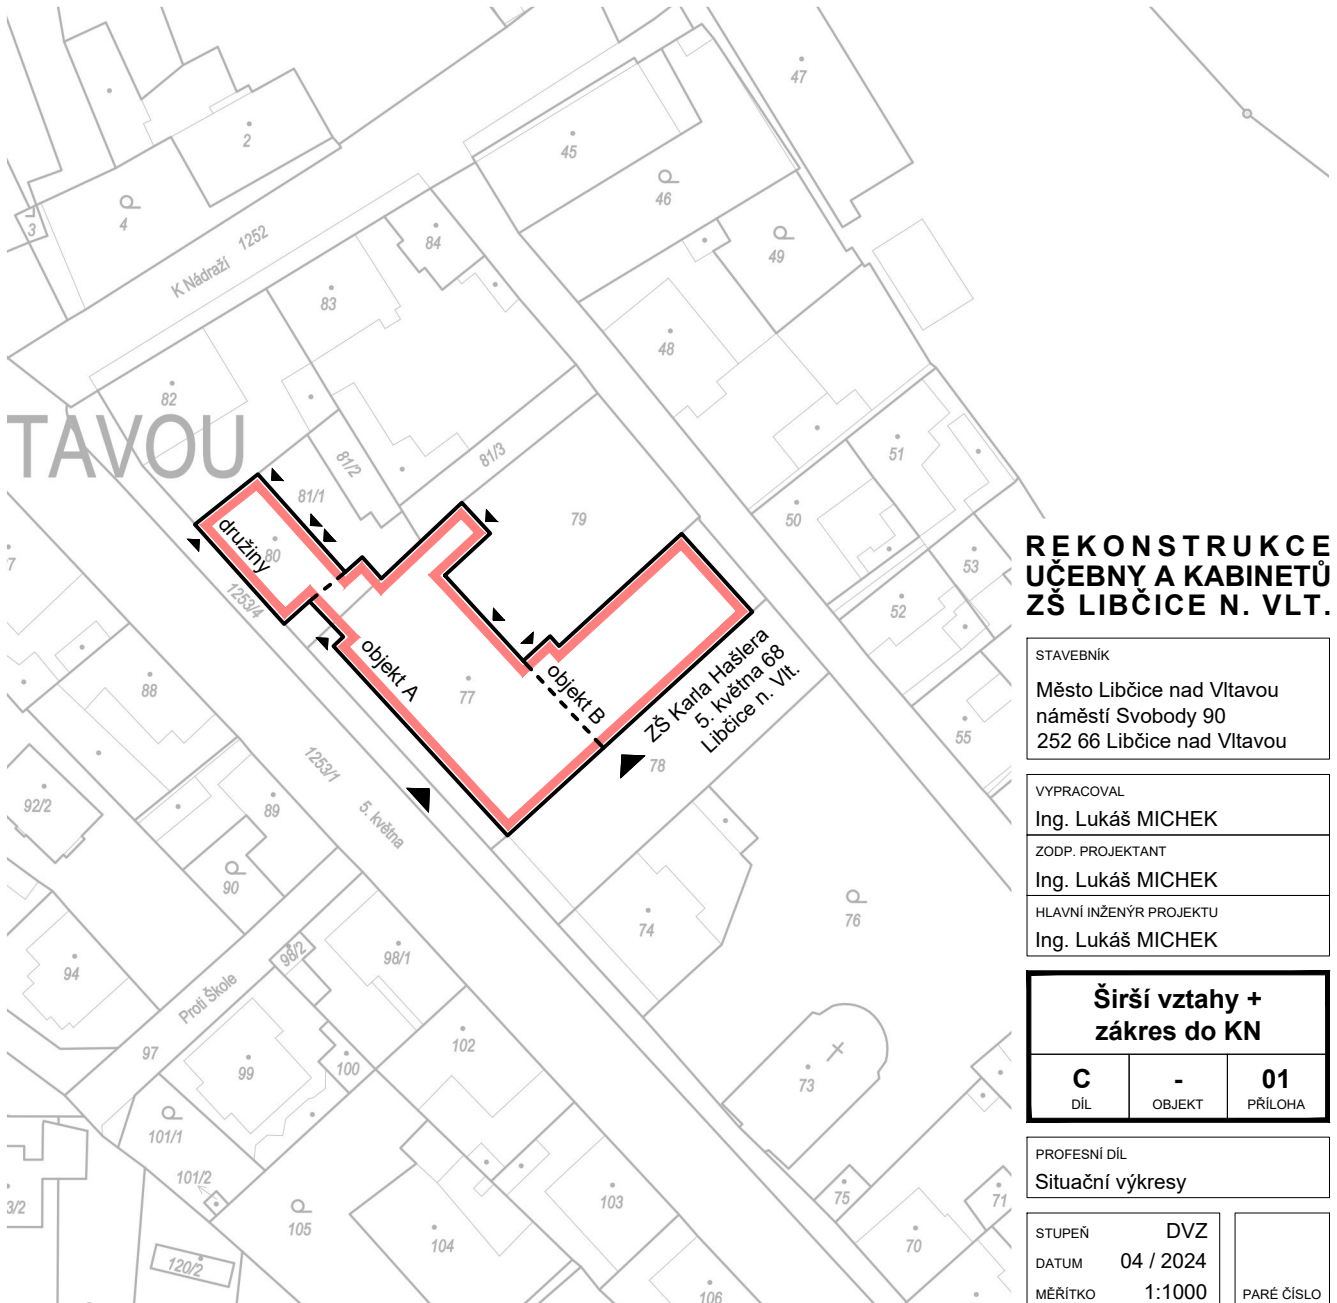 47
2
45
46
4
3
1252
K Nádraží
84
49
83
48
82
TAVOU
81/2
81/3
51
81/1
79
50
družiny
80
53
7
1253/4
52
objekt A
objekt B
ZŠ Karla Hašlera
5. května 68
Libčice n. Vlt.
77
78
88
55
1253/1
5. května
92/2
89
90
76
74
98/2
98/1
94
Proti Škole
97
99
100
102
73
101/1
101/2
103
75
71
3/2
105
104
70
120/2
106
REKONSTRUKCE
UČEBNY A KABINETŮ
ZŠ LIBČICE N. VLT.
STAVEBNÍK
Město Libčice nad Vltavou
náměstí Svobody 90
252 66 Libčice nad Vltavou
VYPRACOVAL
Ing. Lukáš MICHEK
ZODP. PROJEKTANT
Ing. Lukáš MICHEK
HLAVNÍ INŽENÝR PROJEKTU
Ing. Lukáš MICHEK
Širší vztahy +
zákres do KN
C - 01
DÍL OBJEKT PŘÍLOHA
PROFESNÍ DÍL
Situační výkresy
STUPEŇ DVZ
DATUM 04 / 2024
MĚŘÍTKO 1:1000
PARÉ ČÍSLO